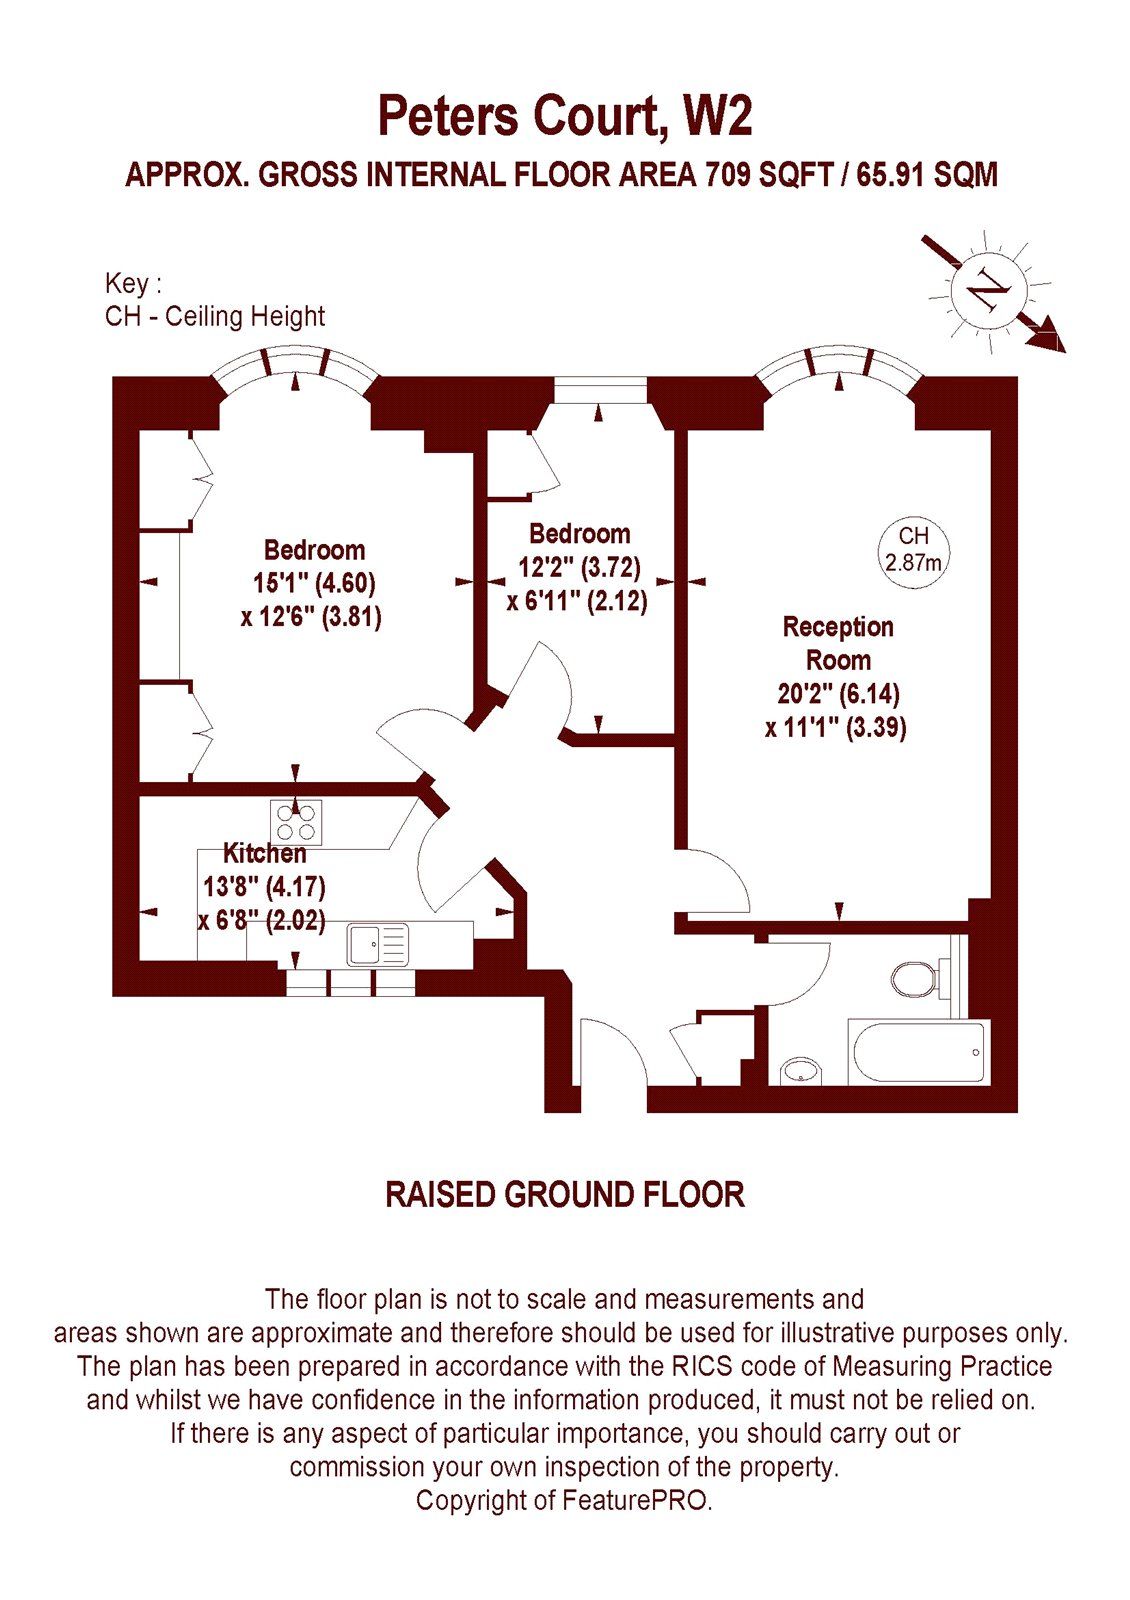 Peters Court, W2
APPROX. GROSS INTERNAL FLOOR AREA 709 SQFT / 65.91 SQM
N
Key :
CH - Ceiling Height
Bedroom
15'1" (4.60)
x 12'6" (3.81)
Bedroom
12'2" (3.72)
x 6'11" (2.12)
CH
2.87m
Reception
Room
20'2" (6.14)
x 11'1" (3.39)
Kitchen
13'8" (4.17)
x 6'8" (2.02)
RAISED GROUND FLOOR
The floor plan is not to scale and measurements and
areas shown are approximate and therefore should be used for illustrative purposes only.
The plan has been prepared in accordance with the RICS code of Measuring Practice
and whilst we have confidence in the information produced, it must not be relied on.
If there is any aspect of particular importance, you should carry out or
commission your own inspection of the property.
Copyright of FeaturePRO.